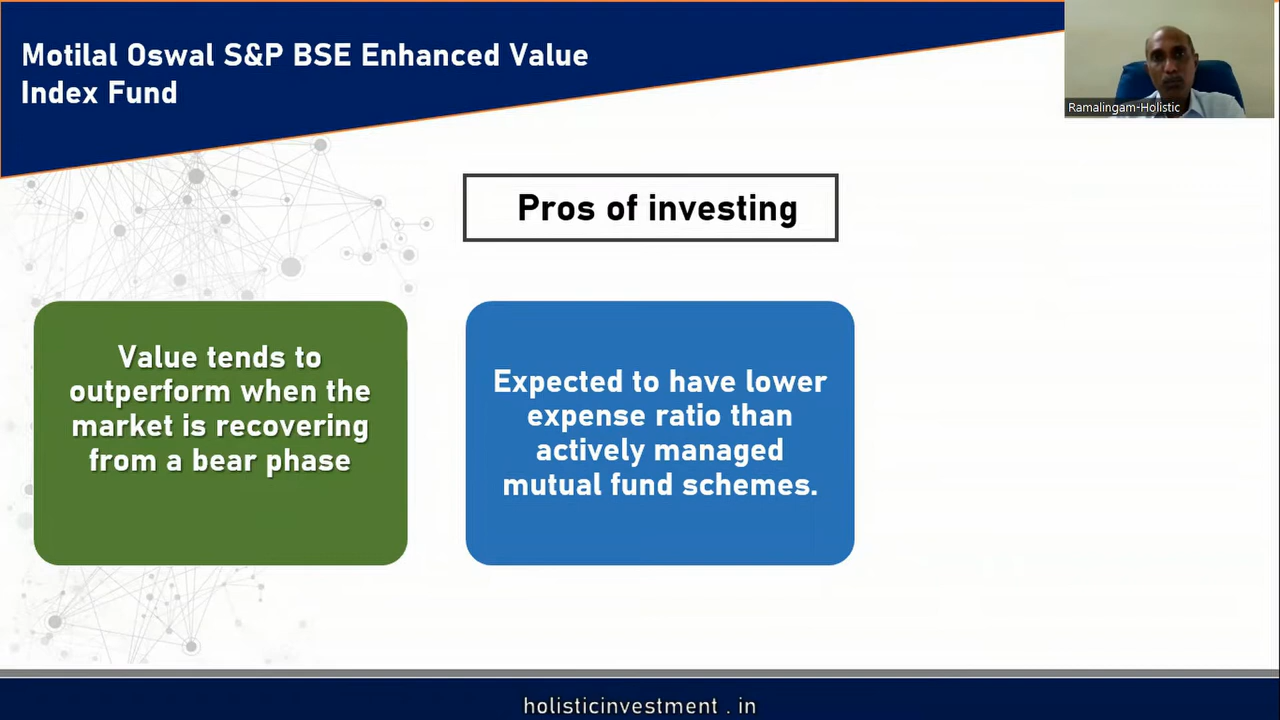 Motilal Oswal S&P BSE Enhanced Value
Index Fund
Ramalingam-Holistic
Pros of investing
Value tends to
outperform when the
market is recovering
from a bear phase
Expected to have lower
expense ratio than
actively managed
mutual fund schemes.
holisticinvestment . in